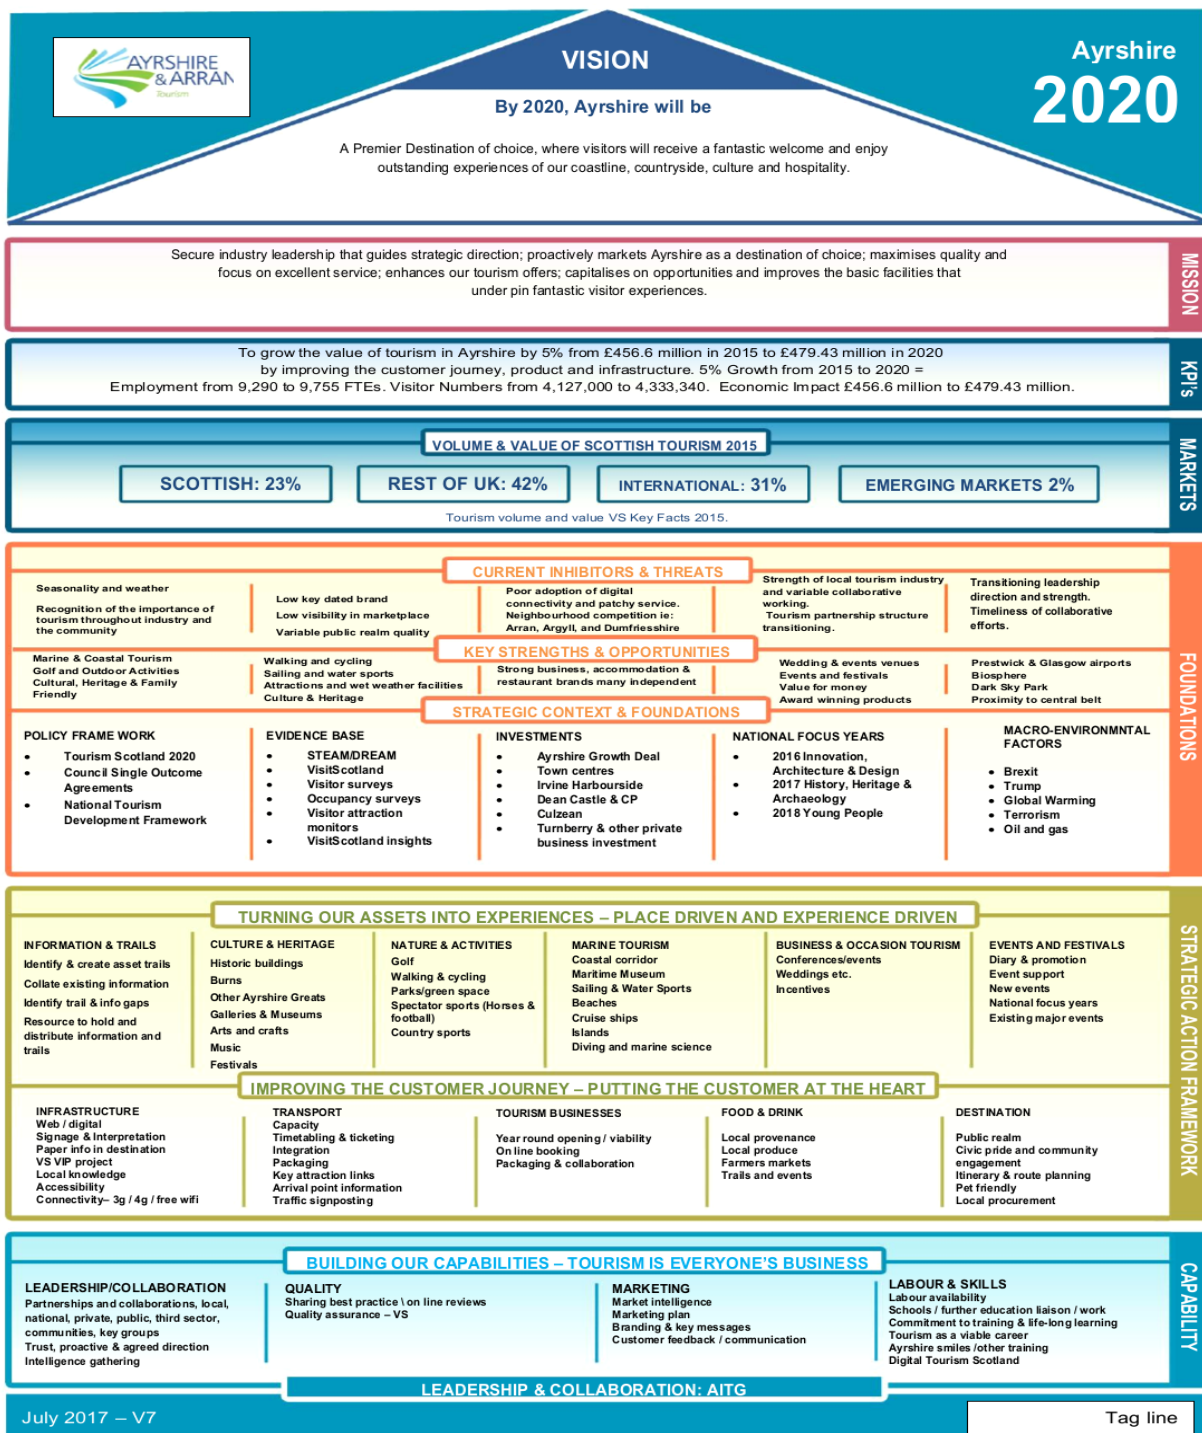 AYRSHIRE
& ARRAN
Tourism
VISION
Ayrshire
2020
By 2020, Ayrshire will be
A Premier Destination of choice, where visitors will receive a fantastic welcome and enjoy
outstanding experiences of our coastline, countryside, culture and hospitality.
MISSION
Secure industry leadership that guides strategic direction; proactively markets Ayrshire as a destination of choice; maximises quality and
focus on excellent service; enhances our tourism offers; capitalises on opportunities and improves the basic facilities that
under pin fantastic visitor experiences.
KPI's
To grow the value of tourism in Ayrshire by 5% from £456.6 million in 2015 to £479.43 million in 2020
by improving the customer journey, product and infrastructure. 5% Growth from 2015 to 2020 =
Employment from 9,290 to 9,755 FTEs. Visitor Numbers from 4,127,000 to 4,333,340. Economic Impact £456.6 million to £479.43 million.
MARKETS
VOLUME & VALUE OF SCOTTISH TOURISM 2015
SCOTTISH: 23%
REST OF UK: 42%
INTERNATIONAL: 31%
EMERGING MARKETS 2%
Tourism volume and value VS Key Facts 2015.
FOUNDATIONS
CURRENT INHIBITORS & THREATS
Seasonality and weather
Recognition of the importance of
tourism throughout industry and
the community
Low key dated brand
Low visibility in marketplace
Variable public realm quality
Poor adoption of digital
connectivity and patchy service.
Neighbourhood competition ie:
Arran, Argyll, and Dumfriesshire
Strength of local tourism industry
and variable collaborative
working.
Tourism partnership structure
transitioning.
Transitioning leadership
direction and strength.
Timeliness of collaborative
efforts.
KEY STRENGTHS & OPPORTUNITIES
Marine & Coastal Tourism
Golf and Outdoor Activities
Cultural, Heritage & Family
Friendly
Walking and cycling
Sailing and water sports
Attractions and wet weather facilities
Culture & Heritage
Strong business, accommodation &
restaurant brands many independent
Wedding & events venues
Events and festivals
Value for money
Award winning products
Prestwick & Glasgow airports
Biosphere
Dark Sky Park
Proximity to central belt
STRATEGIC CONTEXT & FOUNDATIONS
POLICY FRAME WORK
• Tourism Scotland 2020
• Council Single Outcome
Agreements
• National Tourism
Development Framework
EVIDENCE BASE
• STEAM/DREAM
• VisitScotland
• Visitor surveys
• Occupancy surveys
• Visitor attraction
monitors
• VisitScotland insights
INVESTMENTS
• Ayrshire Growth Deal
• Town centres
• Irvine Harbourside
• Dean Castle & CP
• Culzean
• Turnberry & other private
business investment
NATIONAL FOCUS YEARS
• 2016 Innovation,
Architecture & Design
• 2017 History, Heritage &
Archaeology
• 2018 Young People
MACRO-ENVIRONMNTAL
FACTORS
• Brexit
• Trump
• Global Warming
• Terrorism
• Oil and gas
STRATEGIC ACTION FRAMEWORK
TURNING OUR ASSETS INTO EXPERIENCES – PLACE DRIVEN AND EXPERIENCE DRIVEN
INFORMATION & TRAILS
Identify & create asset trails
Collate existing information
Identify trail & info gaps
Resource to hold and
distribute information and
trails
CULTURE & HERITAGE
Historic buildings
Burns
Other Ayrshire Greats
Galleries & Museums
Arts and crafts
Music
Festivals
NATURE & ACTIVITIES
Golf
Walking & cycling
Parks/green space
Spectator sports (Horses &
football)
Country sports
MARINE TOURISM
Coastal corridor
Maritime Museum
Sailing & Water Sports
Beaches
Cruise ships
Islands
Diving and marine science
BUSINESS & OCCASION TOURISM
Conferences/events
Weddings etc.
Incentives
EVENTS AND FESTIVALS
Diary & promotion
Event support
New events
National focus years
Existing major events
IMPROVING THE CUSTOMER JOURNEY – PUTTING THE CUSTOMER AT THE HEART
INFRASTRUCTURE
Web / digital
Signage & Interpretation
Paper info in destination
VS VIP project
Local knowledge
Accessibility
Connectivity– 3g / 4g / free wifi
TRANSPORT
Capacity
Timetabling & ticketing
Integration
Packaging
Key attraction links
Arrival point information
Traffic signposting
TOURISM BUSINESSES
Year round opening / viability
On line booking
Packaging & collaboration
FOOD & DRINK
Local provenance
Local produce
Farmers markets
Trails and events
DESTINATION
Public realm
Civic pride and community
engagement
Itinerary & route planning
Pet friendly
Local procurement
CAPABILITY
BUILDING OUR CAPABILITIES – TOURISM IS EVERYONE'S BUSINESS
LEADERSHIP/COLLABORATION
Partnerships and collaborations, local,
national, private, public, third sector,
communities, key groups
Trust, proactive & agreed direction
Intelligence gathering
QUALITY
Sharing best practice \ on line reviews
Quality assurance – VS
MARKETING
Market intelligence
Marketing plan
Branding & key messages
Customer feedback / communication
LABOUR & SKILLS
Labour availability
Schools / further education liaison / work
Commitment to training & life-long learning
Tourism as a viable career
Ayrshire smiles /other training
Digital Tourism Scotland
LEADERSHIP & COLLABORATION: AITG
July 2017 – V7
Tag line